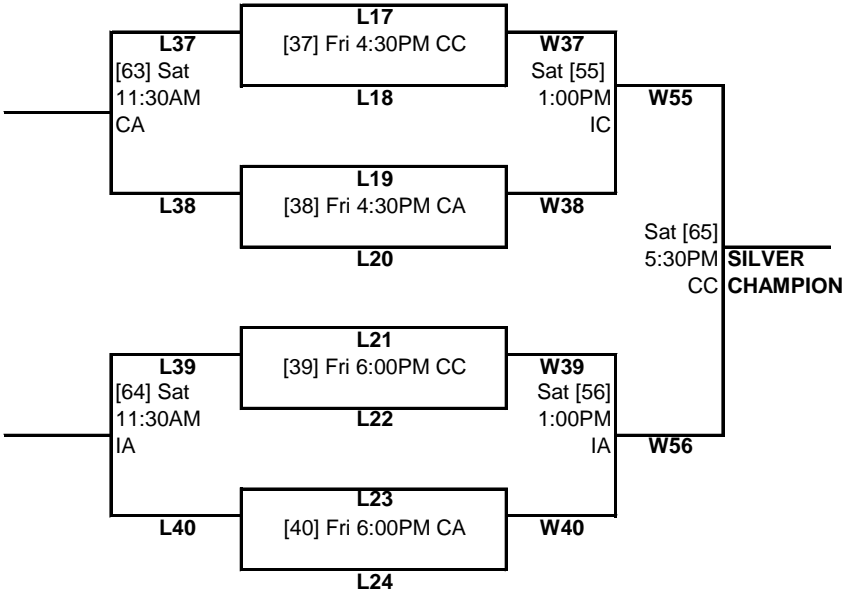 L17
L37
[37] Fri 4:30PM CC
W37
[63] Sat
11:30AM
CA
Sat [55]
1:00PM
IC
L18
W55
L19
L38
[38] Fri 4:30PM CA
W38
L20
Sat [65]
5:30PM
CC
SILVER
CHAMPION
L21
L39
[39] Fri 6:00PM CC
W39
[64] Sat
11:30AM
IA
Sat [56]
1:00PM
IA
L22
W56
L23
L40
[40] Fri 6:00PM CA
W40
L24